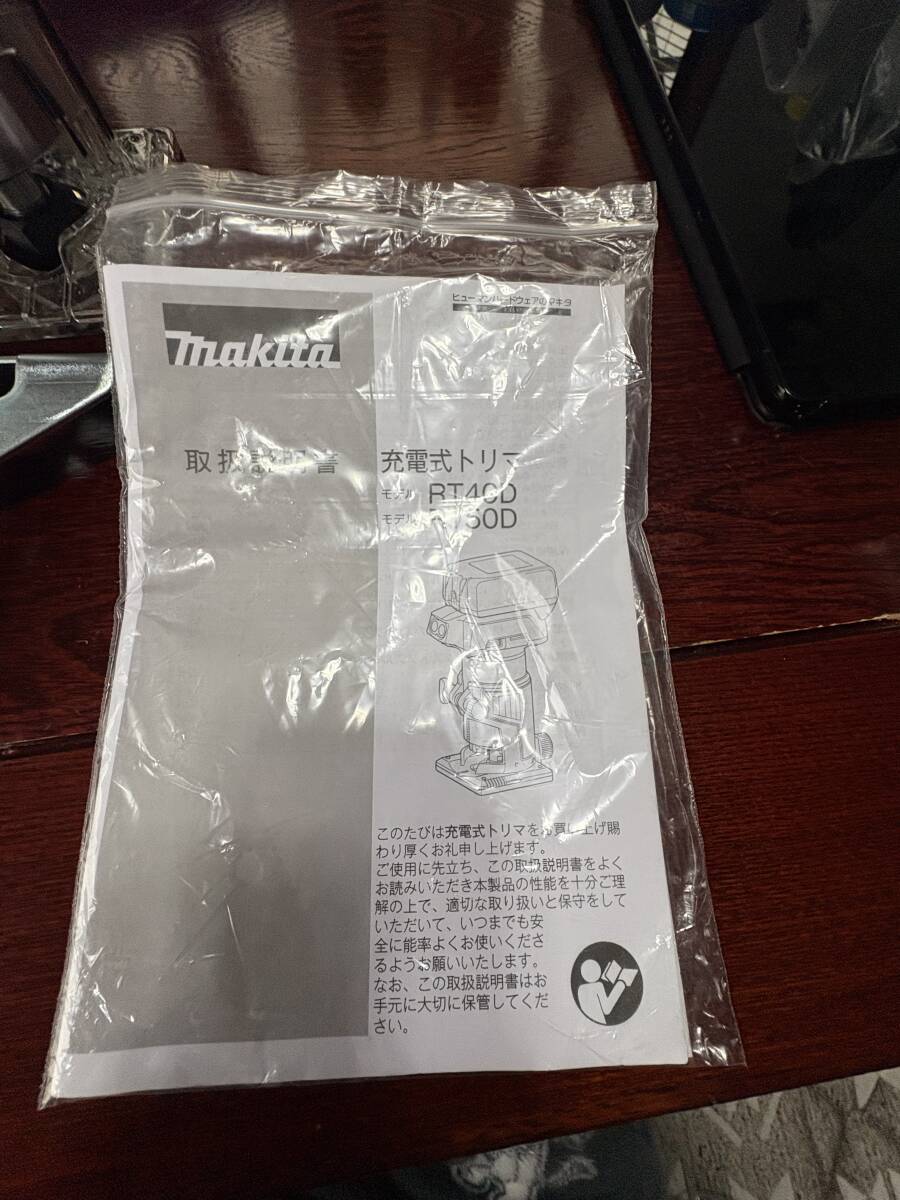 ヒューマンハードウェアのマキタ
makita
取扱説明書
充電式トリマ
モデル RT40D
モデル 50D
このたびは充電式トリマをお買い上げ賜
わり厚くお礼申し上げます。
ご使用に先立ち、この取扱説明書をよく
お読みいただき本製品の性能を十分ご理
解の上で、適切な取り扱いと保守をして
いただいて、いつまでも安
全に能率よくお使いくださ
るようお願いいたします。
なお、この取扱説明書はお
手元に大切に保管してくだ
さい。